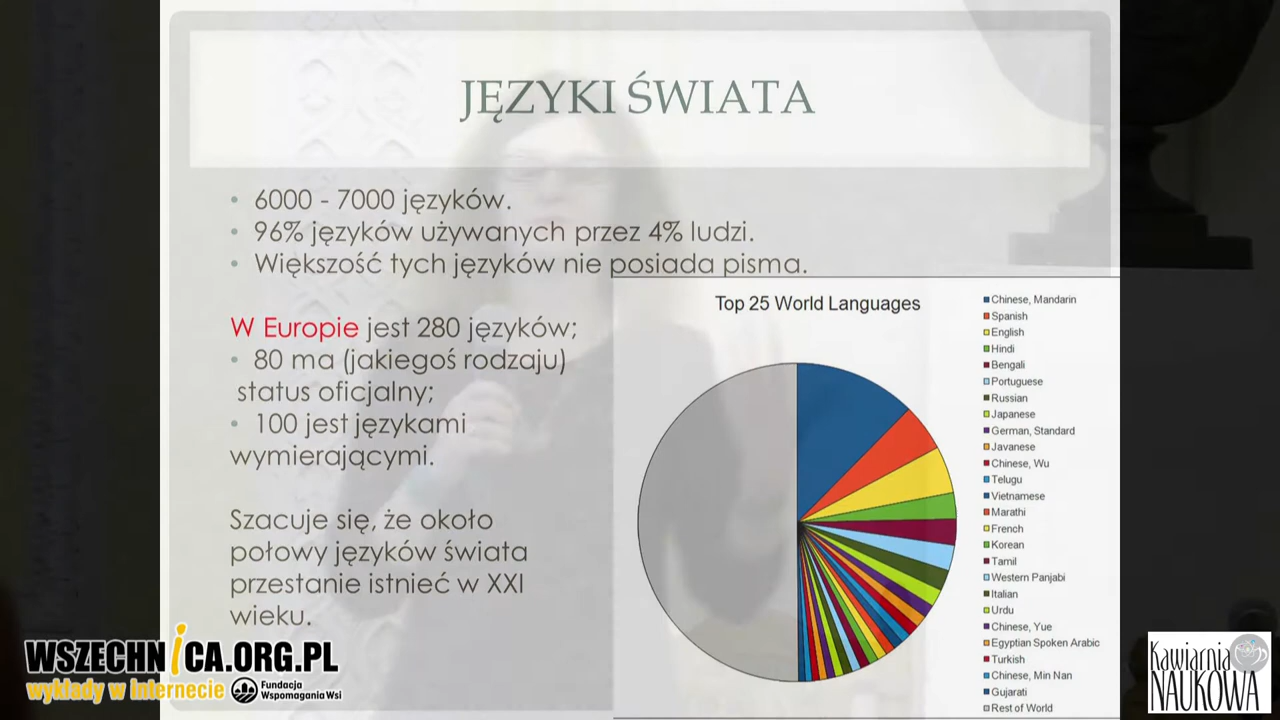 JĘZYKI ŚWIATA
• 6000 - 7000 języków.
• 96% języków używanych przez 4% ludzi.
• Większość tych języków nie posiada pisma.
W Europie jest 280 języków;
• 80 ma (jakiegoś rodzaju)
status oficjalny;
• 100 jest językami
wymierającymi.
Szacuje się, że około
połowy języków świata
przestanie istnieć w XXI
wieku.
Top 25 World Languages
Chinese, Mandarin
Spanish
English
Hindi
Bengali
Portuguese
Russian
Japanese
German, Standard
Javanese
Chinese, Wu
Telugu
Vietnamese
Marathi
French
Korean
Tamil
Western Panjabi
Italian
Urdu
Chinese, Yue
Egyptian Spoken Arabic
Turkish
Chinese, Min Nan
Gujarati
Rest of World
WSZECHNiCA.ORG.PL
wykłady w Internecie
Fundacja
Wspomagania Wsi
Kawiarnia
NAUKOWA